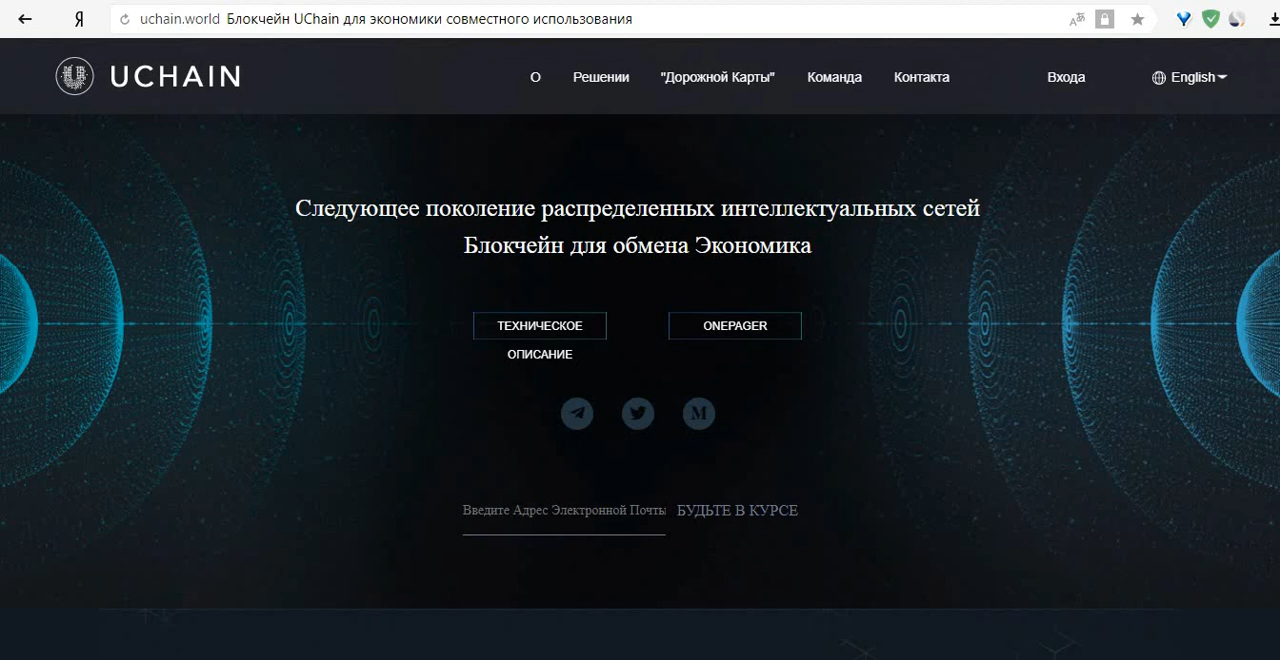 Я uchain.world Блокчейн UChain для экономики совместного использования
UCHAIN О Решении "Дорожной Карты" Команда Контакта Входа English
Следующее поколение распределенных интеллектуальных сетей
Блокчейн для обмена Экономика
ТЕХНИЧЕСКОЕ ONEPAGER
ОПИСАНИЕ
M
Введите Адрес Электронной Почты БУДЬТЕ В КУРСЕ